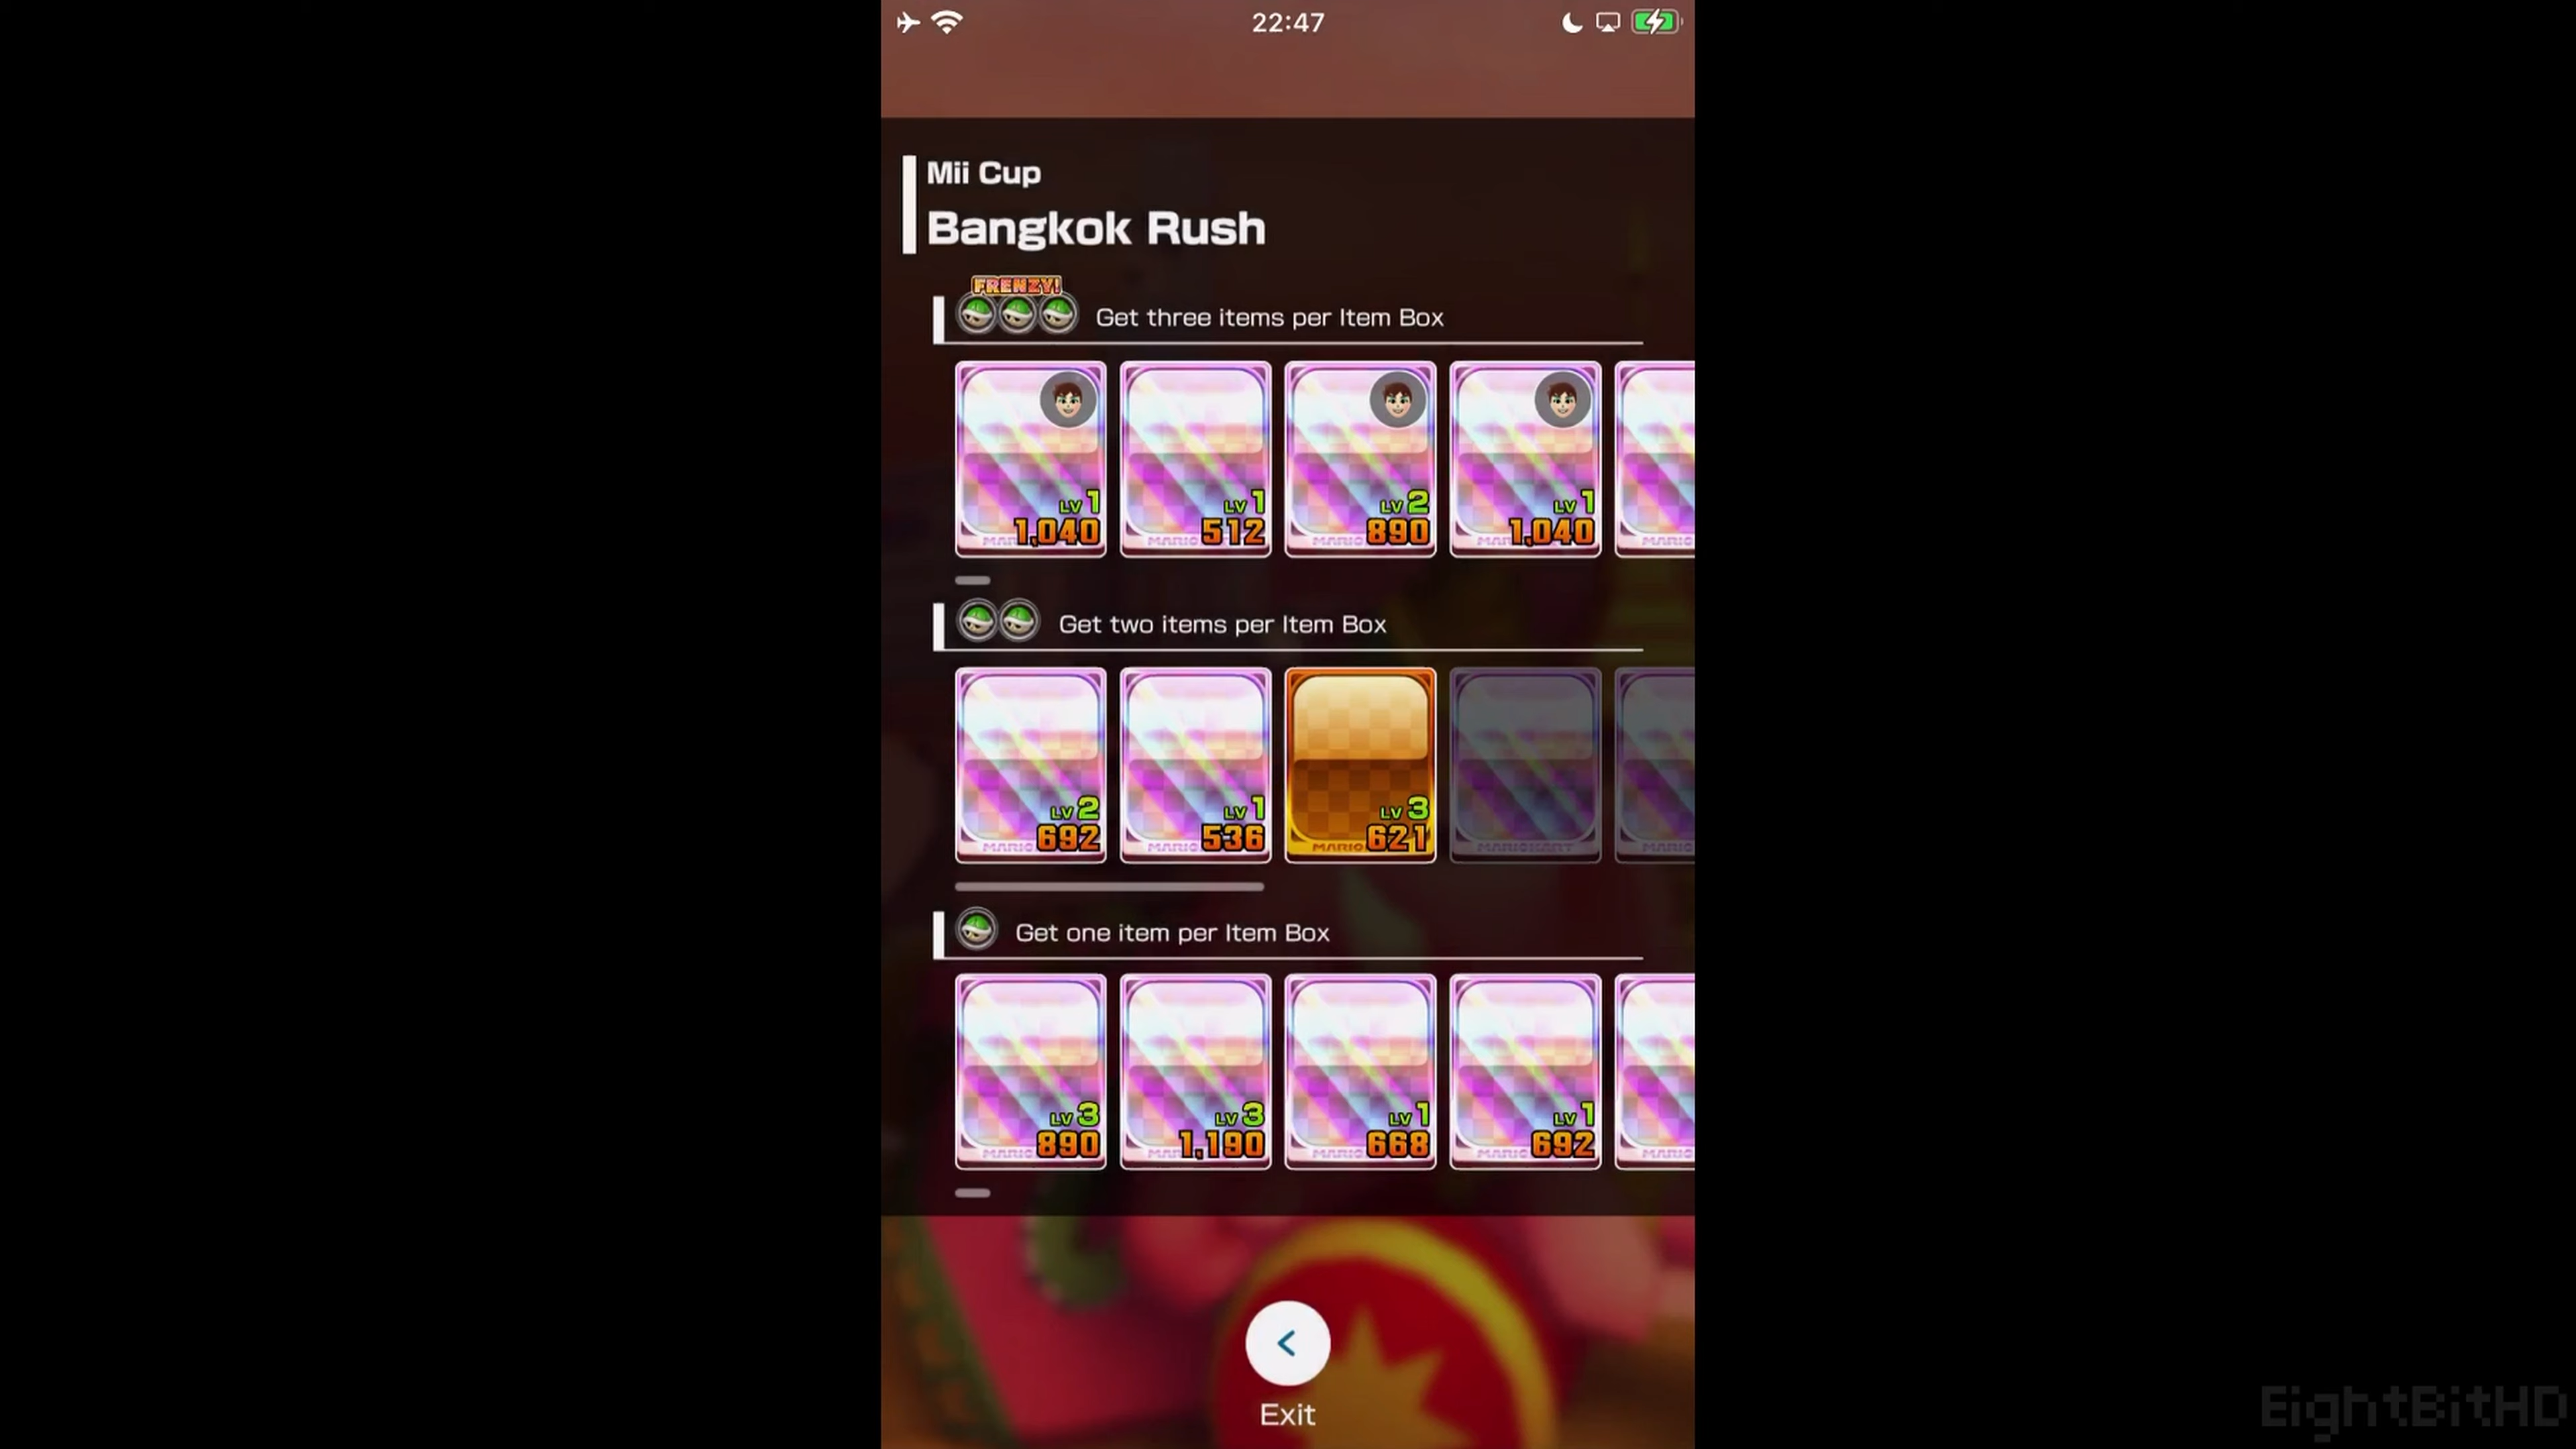 22:47
Mii Cup
Bangkok Rush
FRENZY!
Get three items per Item Box
LV 1 LV 1 LV 2 LV 1
1,040 512 890 1,040
Get two items per Item Box
LV 2 LV 1 LV 3
692 536 621
MARIO KART
Get one item per Item Box
LV 3 LV 3 LV 1 LV 1
890 1,190 668 692
Exit
EightBitHD